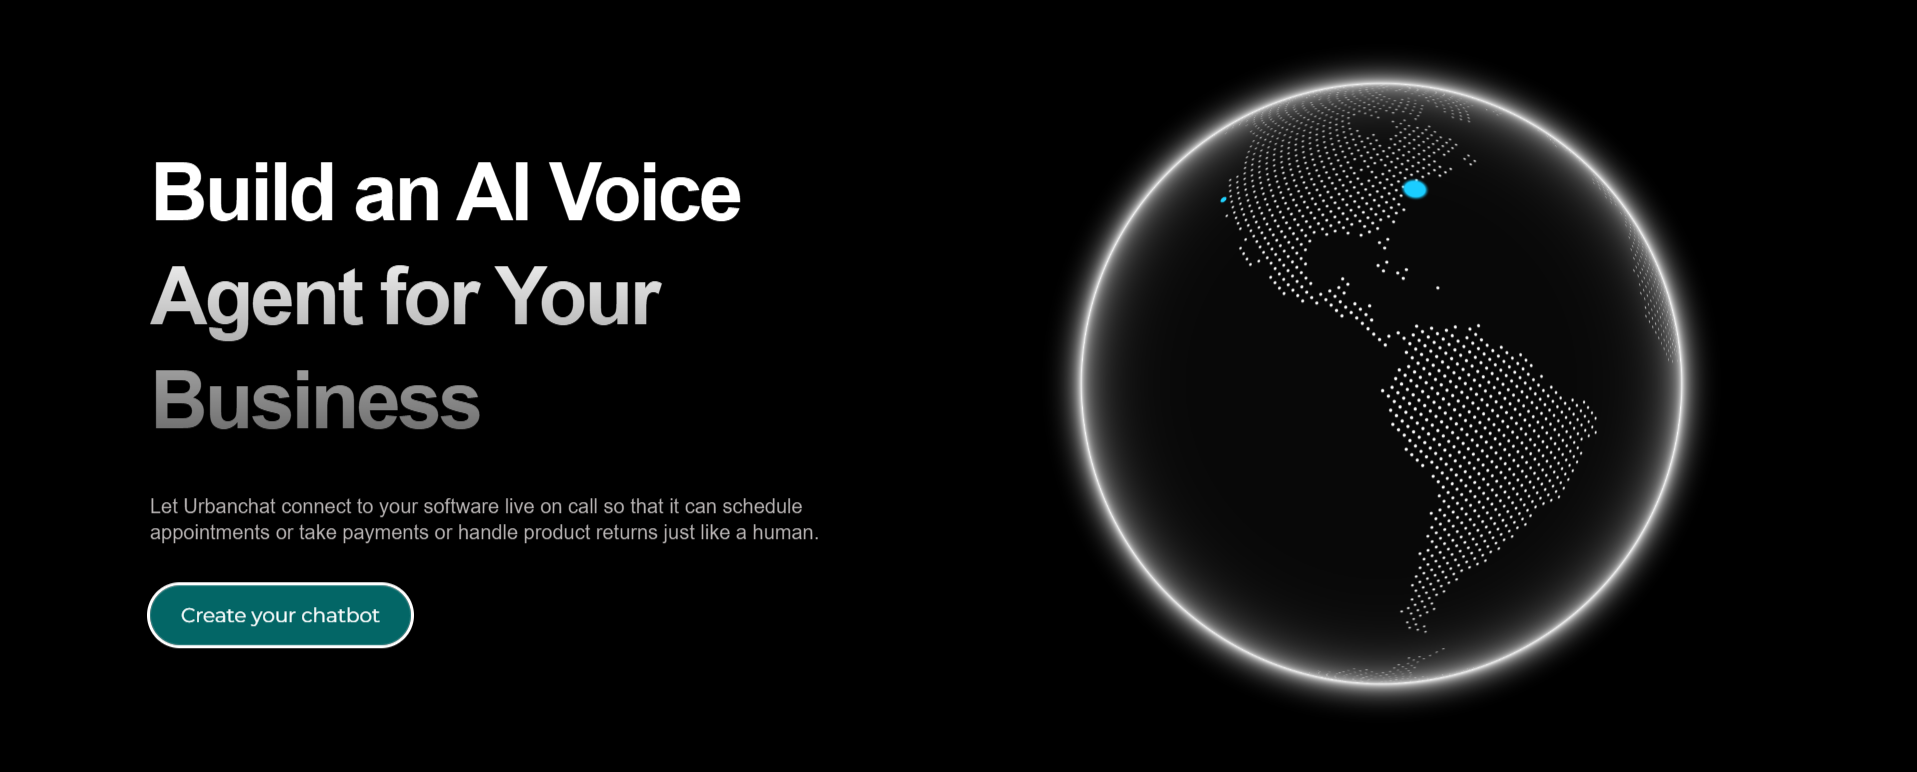 Build an AI Voice
Agent for Your
Business
Let Urbanchat connect to your software live on call so that it can schedule
appointments or take payments or handle product returns just like a human.
Create your chatbot